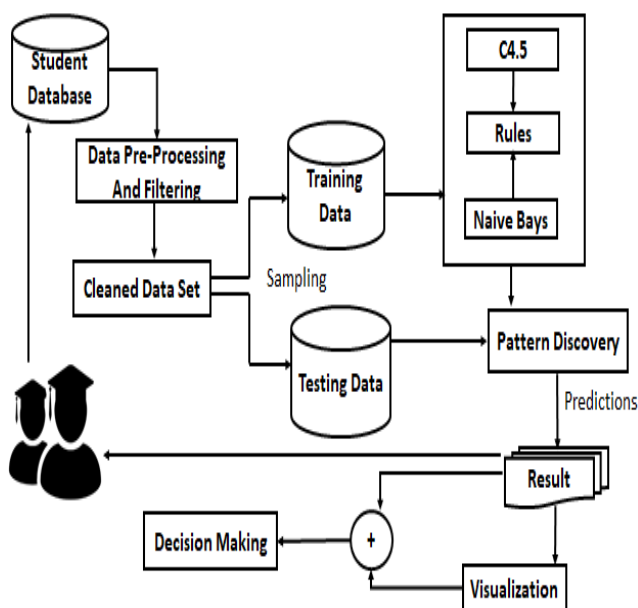 Student
Database
Data Pre-Processing
And Filtering
Cleaned Data Set
Sampling
Training
Data
Testing Data
C4.5
Rules
Naive Bays
Pattern Discovery
Predictions
Result
Visualization
+
Decision Making